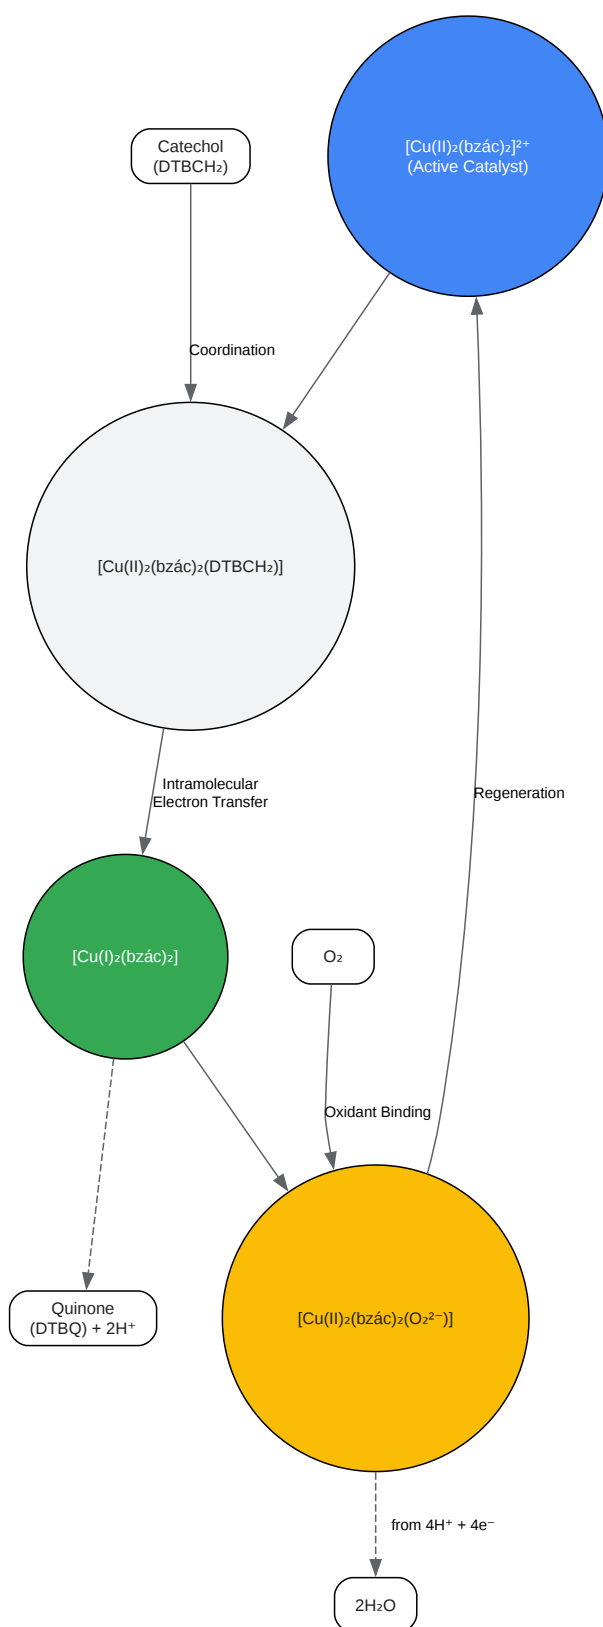 Catechol
(DTBCH₂)
[Cu(II)₂(bzác)₂]²⁺
(Active Catalyst)
Coordination
[Cu(II)₂(bzác)₂(DTBCH₂)]
Intramolecular
Electron Transfer
Regeneration
[Cu(I)₂(bzác)₂]
O₂
Oxidant Binding
Quinone
(DTBQ) + 2H⁺
[Cu(II)₂(bzác)₂(O₂²⁻)]
from 4H⁺ + 4e⁻
2H₂O